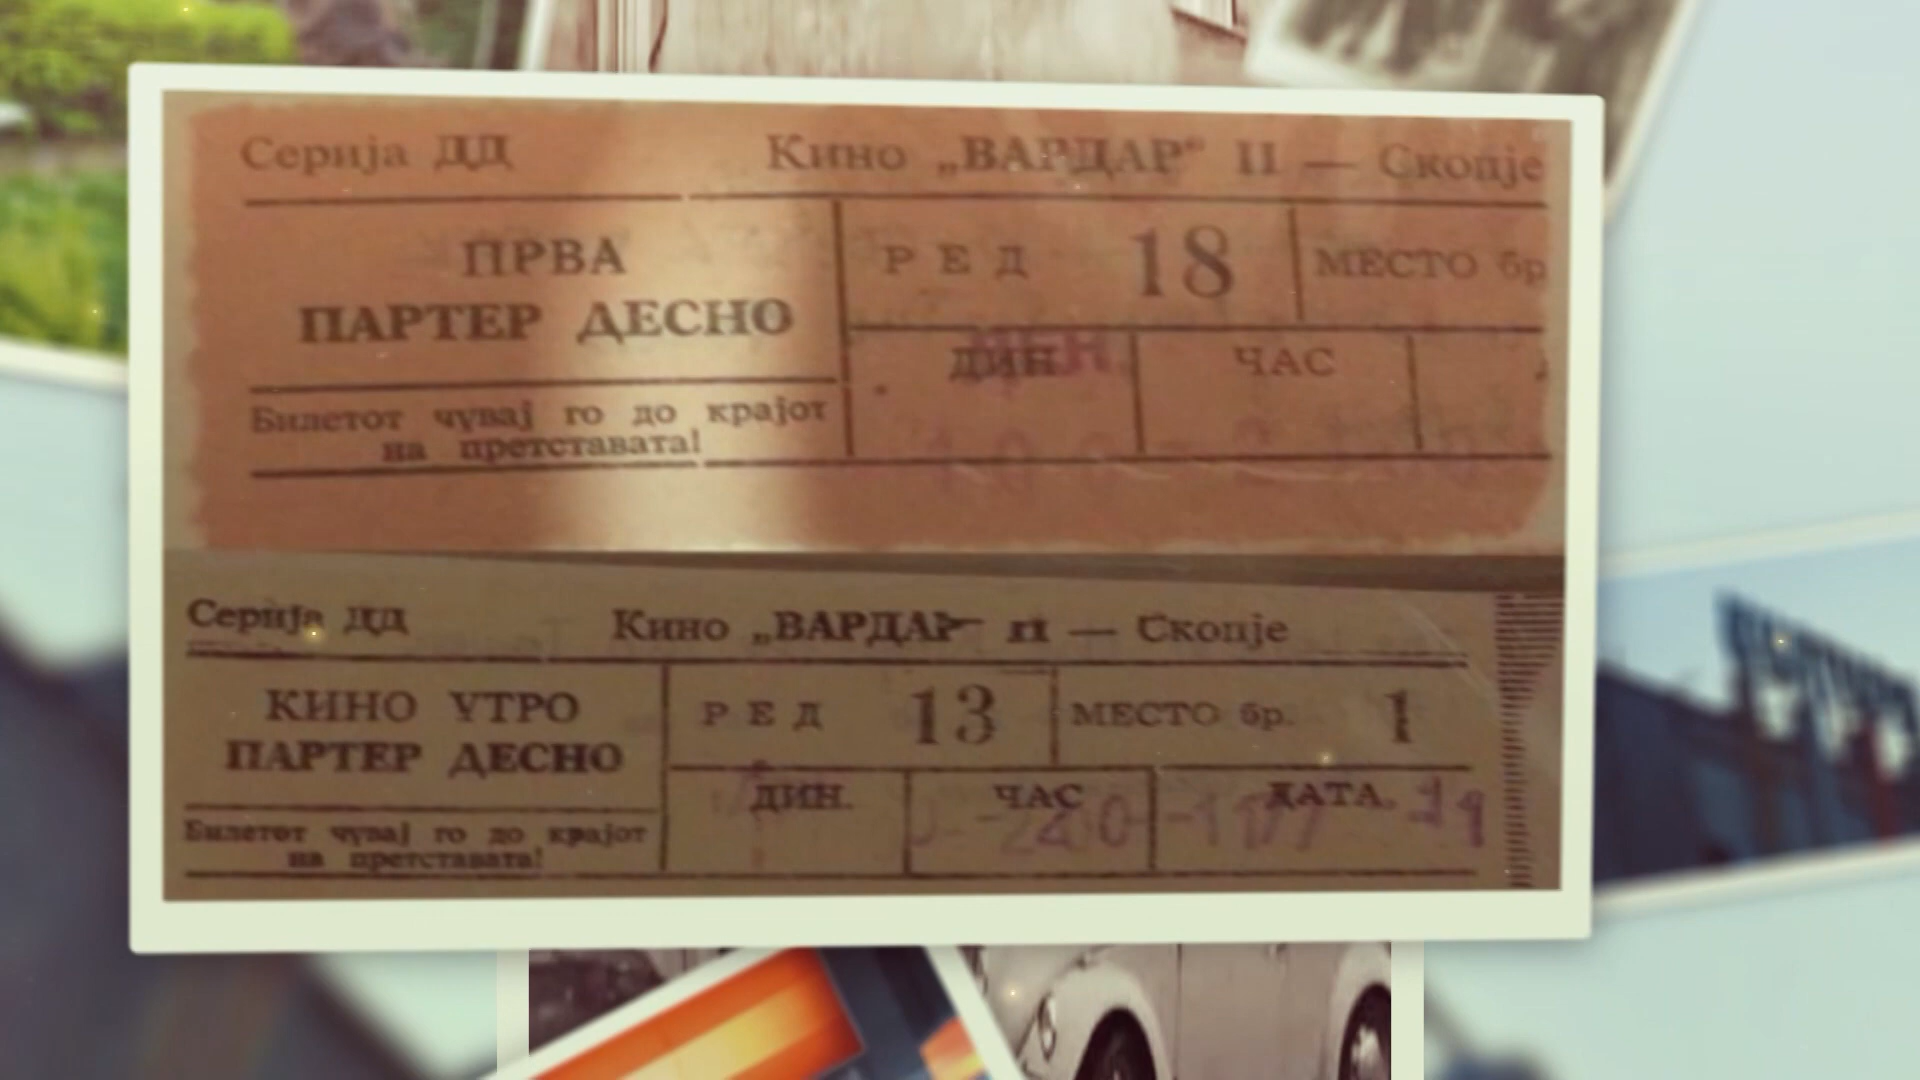 Серија ДД Кино „ВАРДАР“ II — Скопје
ПРВА
ПАРТЕР ДЕСНО
РЕД 18 МЕСТО бр
ДИН. ЧАС
Билетот чувај го до крајот
на претставата!
Серија ДД Кино „ВАРДАР II — Скопје
КИНО УТРО
ПАРТЕР ДЕСНО
РЕД 13 МЕСТО бр. 1
ДИН. ЧАС ДАТА
Билетот чувај го до крајот
на претставата!